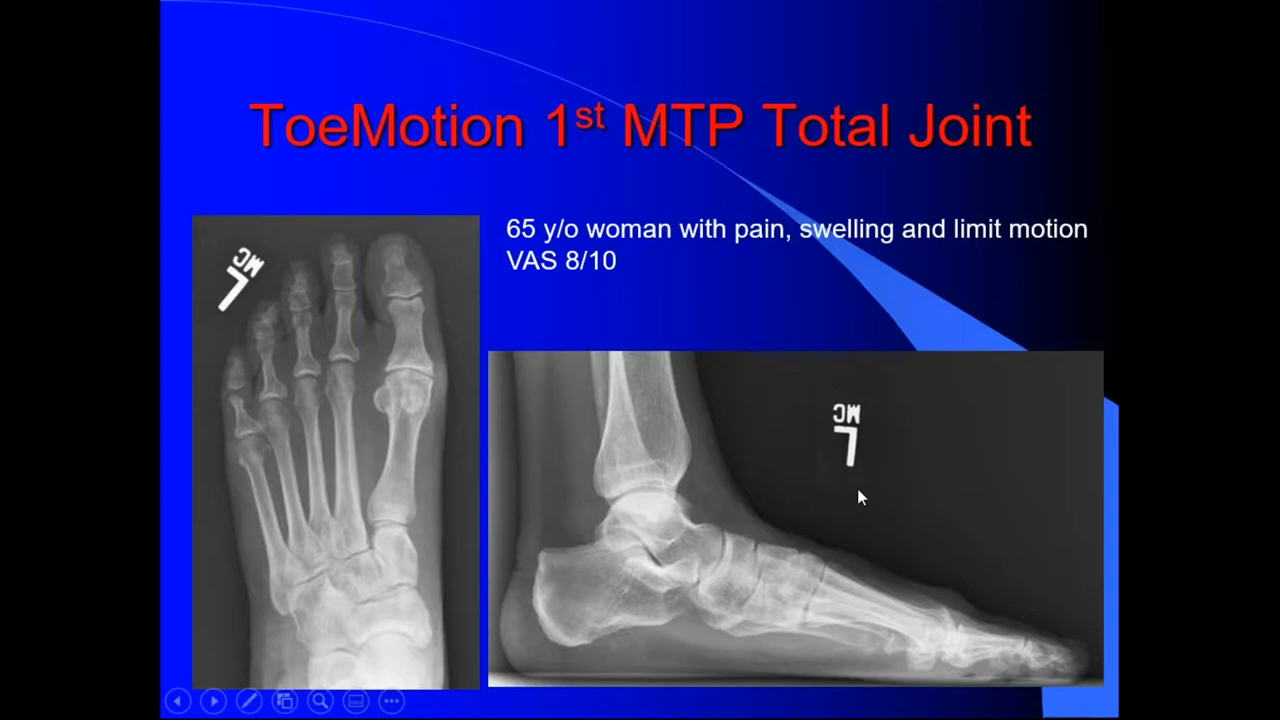 ToeMotion 1st MTP Total Joint
65 y/o woman with pain, swelling and limit motion
VAS 8/10
MC
L
MC
L